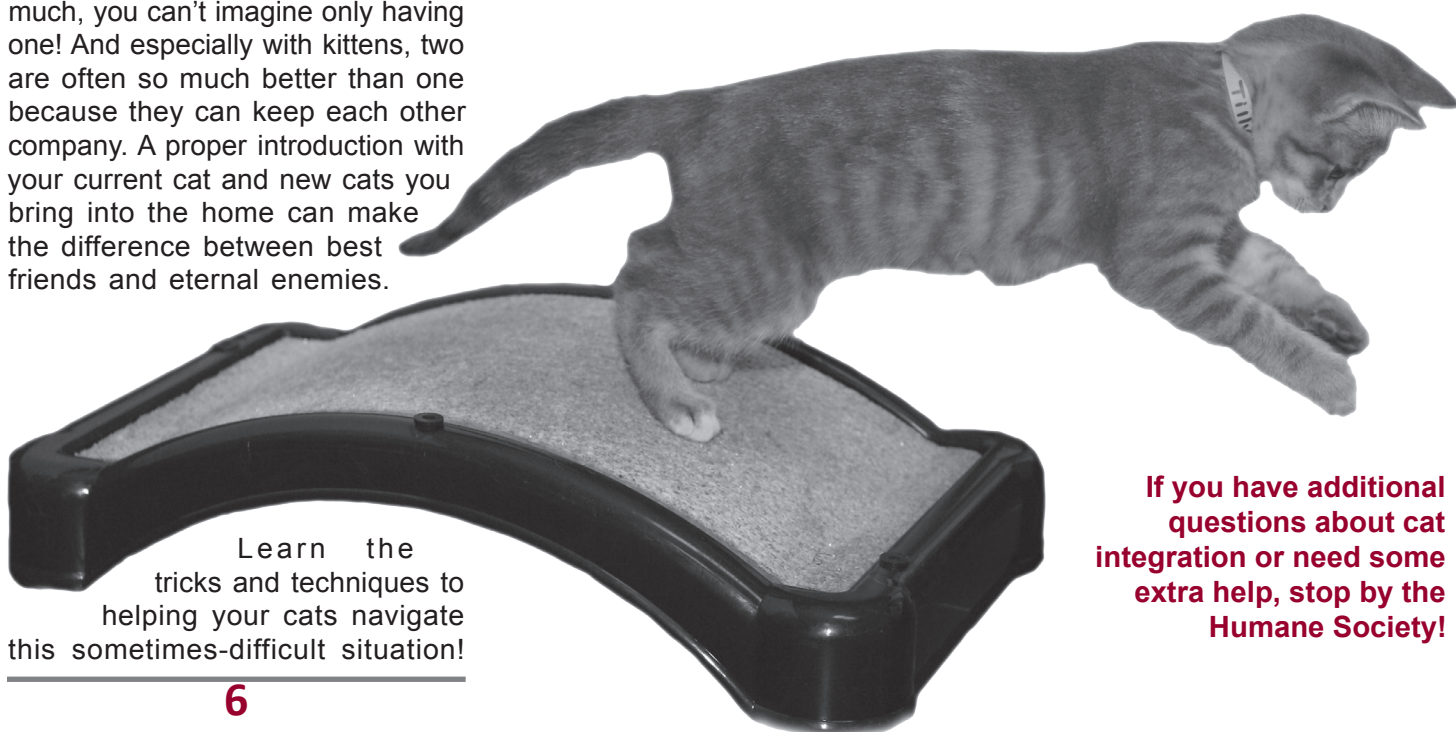 much, you can't imagine only having
one! And especially with kittens, two
are often so much better than one
because they can keep each other
company. A proper introduction with
your current cat and new cats you
bring into the home can make
the difference between best
friends and eternal enemies.
Learn the
tricks and techniques to
helping your cats navigate
this sometimes-difficult situation!
6
If you have additional
questions about cat
integration or need some
extra help, stop by the
Humane Society!